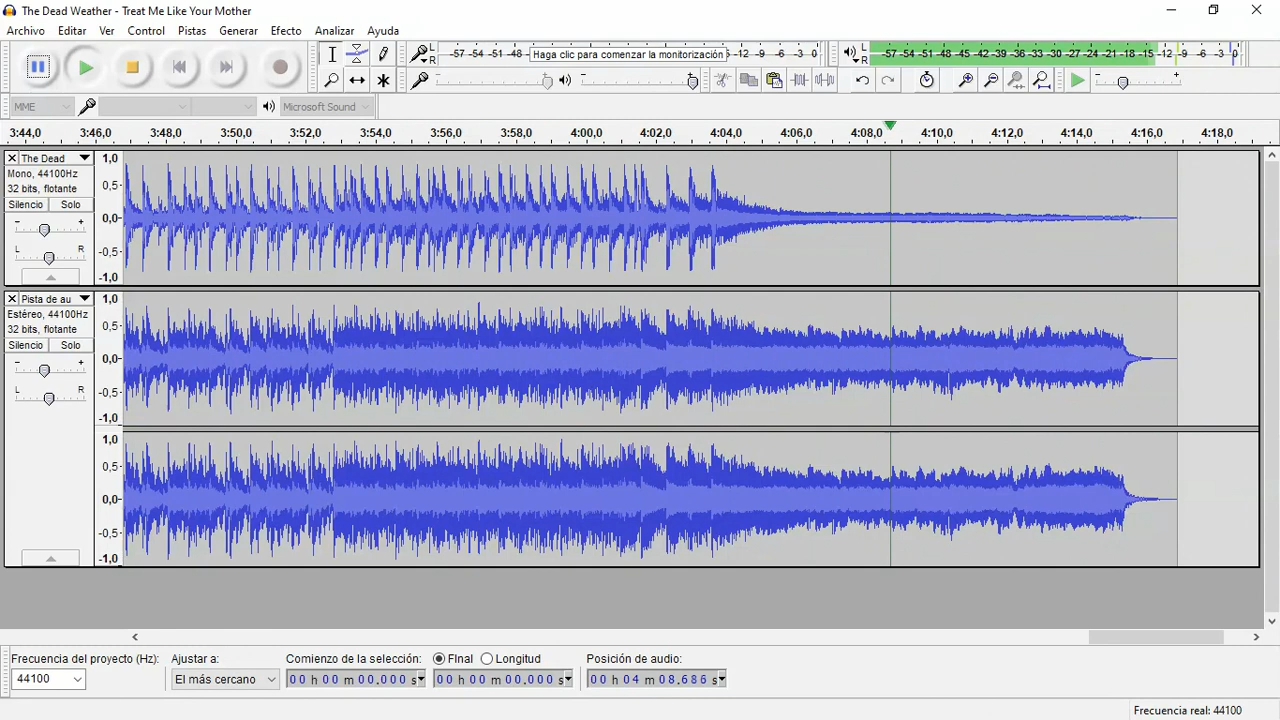 The Dead Weather - Treat Me Like Your Mother
Archivo Editar Ver Control Pistas Generar Efecto Analizar Ayuda
L R -57 -54 -51 -48 Haga clic para comenzar la monitorización -12 -9 -6 -3 0
L R -57 -54 -51 -48 -45 -42 -39 -36 -33 -30 -27 -24 -21 -18 -15 -12 -9 -6 -3 0
MME Microsoft Sound
3:44,0 3:46,0 3:48,0 3:50,0 3:52,0 3:54,0 3:56,0 3:58,0 4:00,0 4:02,0 4:04,0 4:06,0 4:08,0 4:10,0 4:12,0 4:14,0 4:16,0 4:18,0
The Dead
Mono, 44100Hz
32 bits, flotante
Silencio Solo
- +
L R
1,0
0,5-
0,0-
-0,5-
-1,0
Pista de au
Estéreo, 44100Hz
32 bits, flotante
Silencio Solo
- +
L R
1,0
0,5-
0,0-
-0,5-
-1,0
1,0
0,5-
0,0-
-0,5-
-1,0
Frecuencia del proyecto (Hz): Ajustar a: Comienzo de la selección: FInal Longitud Posición de audio:
44100 El más cercano 00 h 00 m 00.000 s 00 h 00 m 00.000 s 00 h 04 m 08.686 s
Frecuencia real: 44100